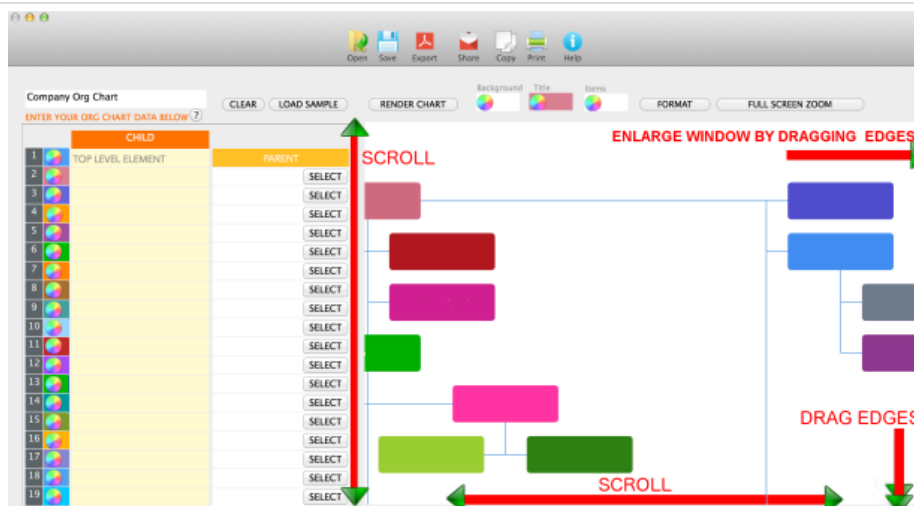 Open Save Export Share Copy Print Help
Background Title Items
Company Org Chart
CLEAR LOAD SAMPLE RENDER CHART FORMAT FULL SCREEN ZOOM
ENTER YOUR ORG CHART DATA BELOW ?
CHILD
ENLARGE WINDOW BY DRAGGING EDGES
1 TOP LEVEL ELEMENT PARENT
SCROLL
2 SELECT
3 SELECT
4 SELECT
5 SELECT
6 SELECT
7 SELECT
8 SELECT
9 SELECT
10 SELECT
11 SELECT
12 SELECT
13 SELECT
14 SELECT
15 SELECT
DRAG EDGES
16 SELECT
17 SELECT
18 SELECT
SCROLL
19 SELECT